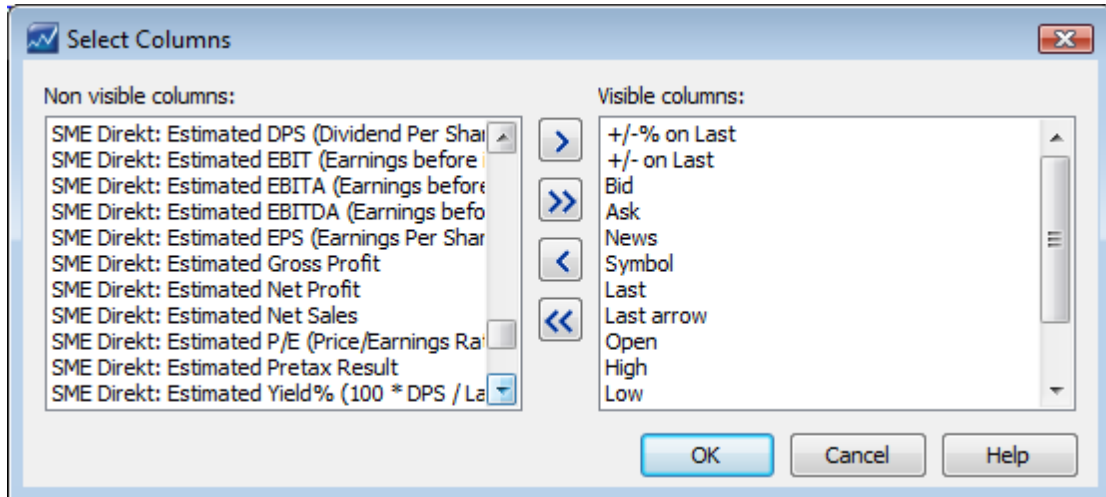 Select Columns
Non visible columns:
SME Direkt: Estimated DPS (Dividend Per Shar
SME Direkt: Estimated EBIT (Earnings before i
SME Direkt: Estimated EBITA (Earnings before
SME Direkt: Estimated EBITDA (Earnings befo
SME Direkt: Estimated EPS (Earnings Per Shar
SME Direkt: Estimated Gross Profit
SME Direkt: Estimated Net Profit
SME Direkt: Estimated Net Sales
SME Direkt: Estimated P/E (Price/Earnings Rat
SME Direkt: Estimated Pretax Result
SME Direkt: Estimated Yield% (100 * DPS / La
>
>>
<
<<
Visible columns:
+/-% on Last
+/- on Last
Bid
Ask
News
Symbol
Last
Last arrow
Open
High
Low
OK
Cancel
Help